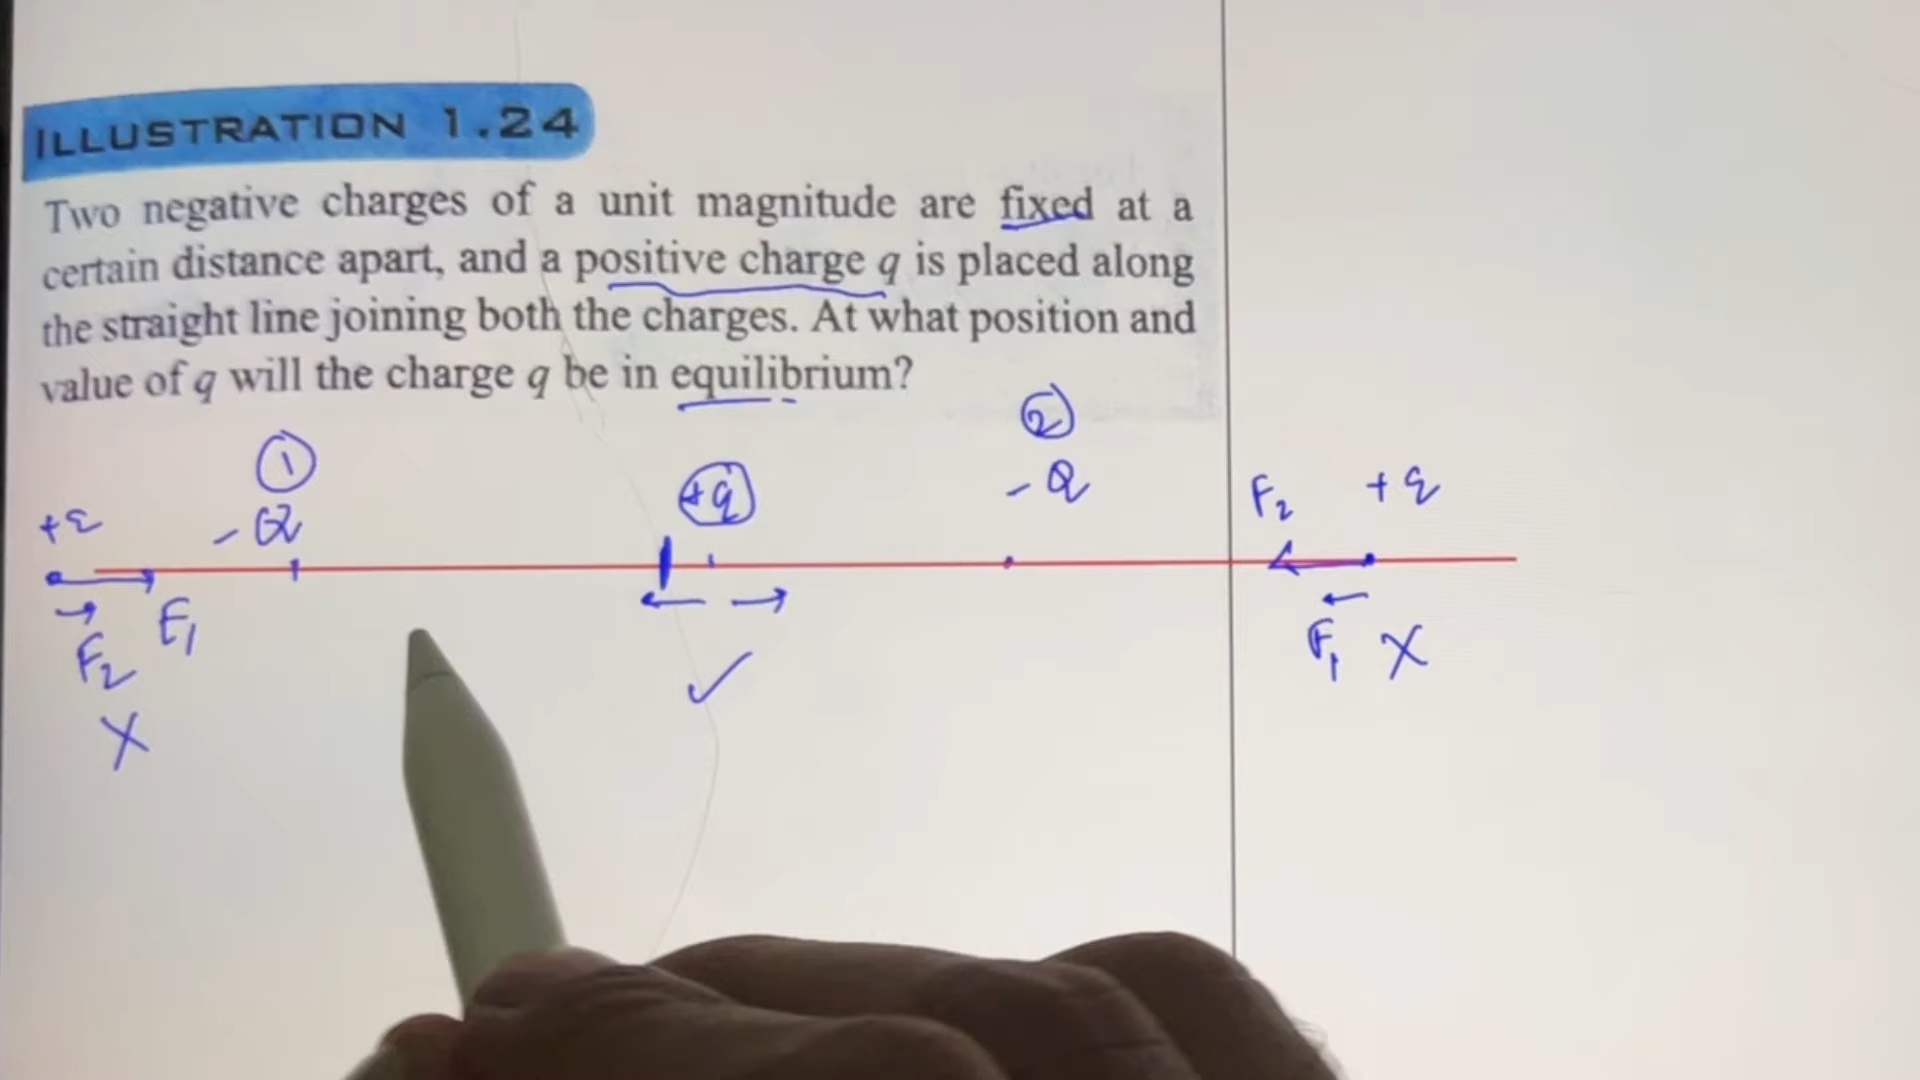 ILLUSTRATION 1.24
Two negative charges of a unit magnitude are fixed at a
certain distance apart, and a positive charge q is placed along
the straight line joining both the charges. At what position and
value of q will the charge q be in equilibrium?
1
2
+q
-Q
+q
-Q
F2
+q
F2
F1
F1
X
X